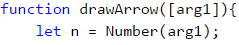 function drawArrow([arg1]){
    let n = Number(arg1);